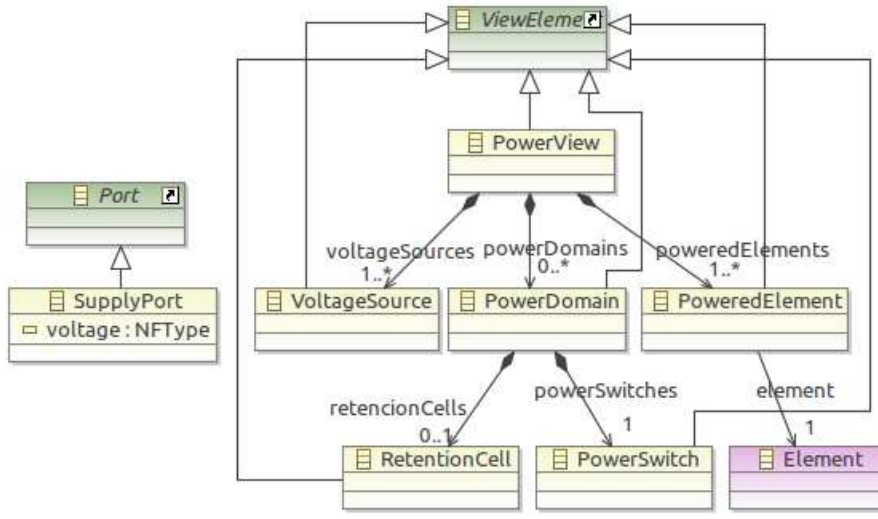 ViewEleme
PowerView
Port
voltageSources
powerDomains
poweredElements
1..*
0..*
1..*
SupplyPort
voltage : NFType
VoltageSource
PowerDomain
PoweredElement
retencionCells
powerSwitches
element
0..1
1
1
RetentionCell
PowerSwitch
Element